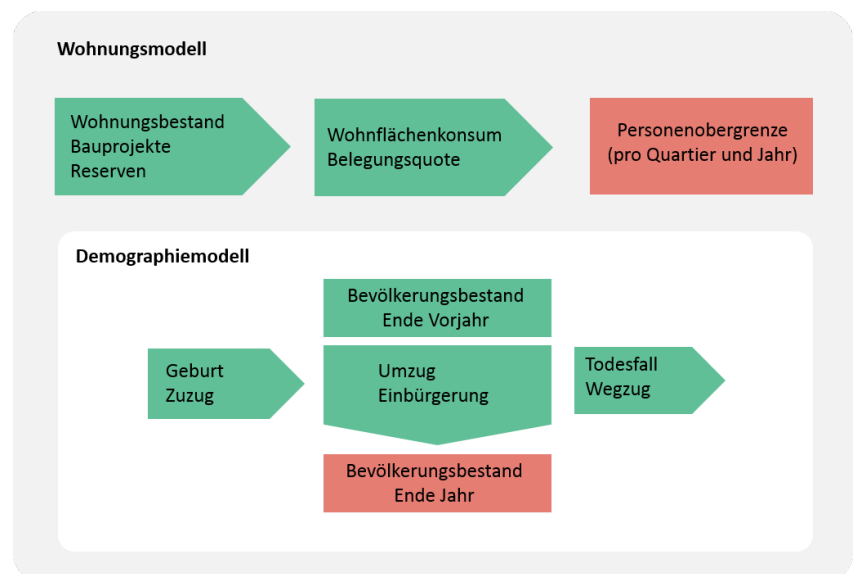 Wohnungsmodell
Wohnungsbestand
Bauprojekte
Reserven
Wohnflächenkonsum
Belegungsquote
Personenobergrenze
(pro Quartier und Jahr)
Demographiemodell
Bevölkerungsbestand
Ende Vorjahr
Geburt
Zuzug
Umzug
Einbürgerung
Todesfall
Wegzug
Bevölkerungsbestand
Ende Jahr